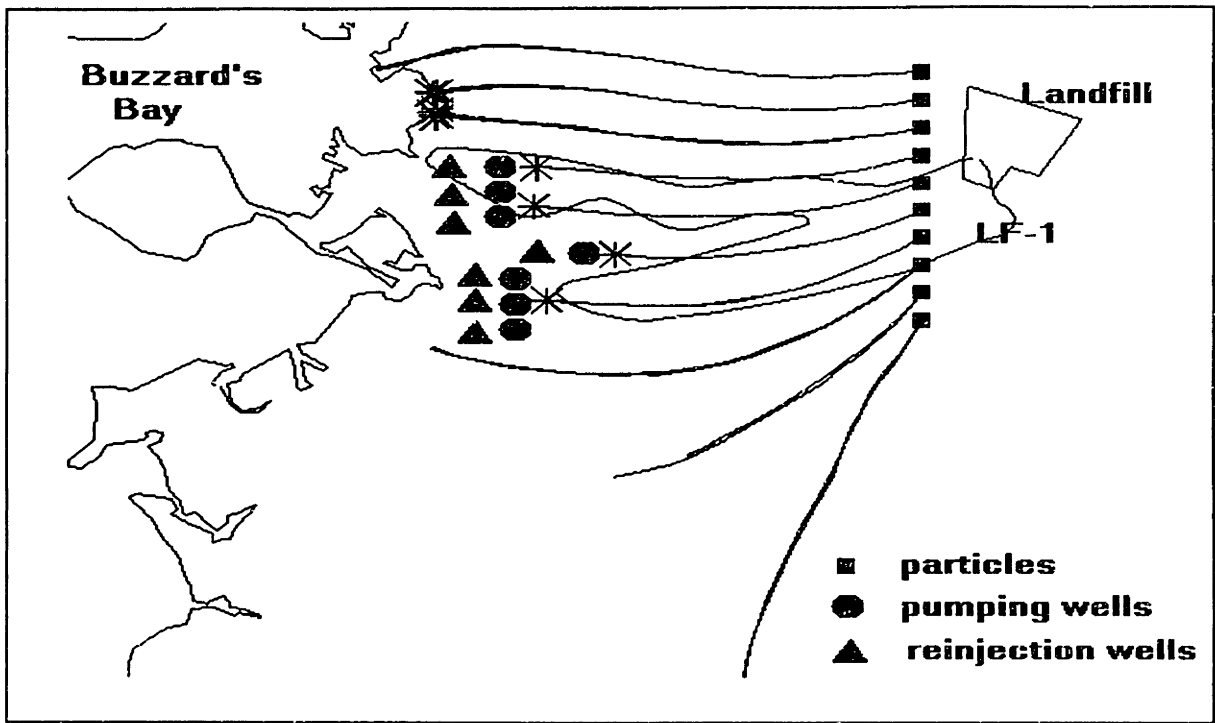 Buzzard's
Bay
Landfill
LF-1
particles
pumping wells
reinjection wells